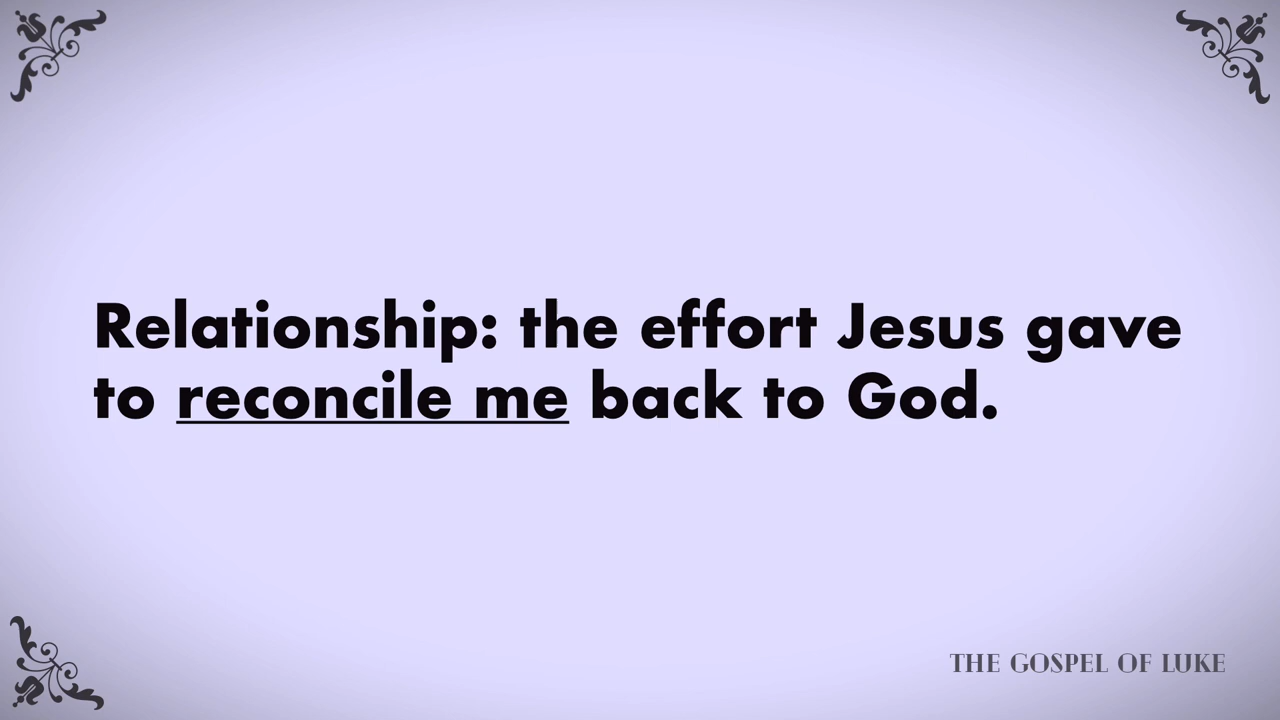 Relationship: the effort Jesus gave
to reconcile me back to God.
THE GOSPEL OF LUKE